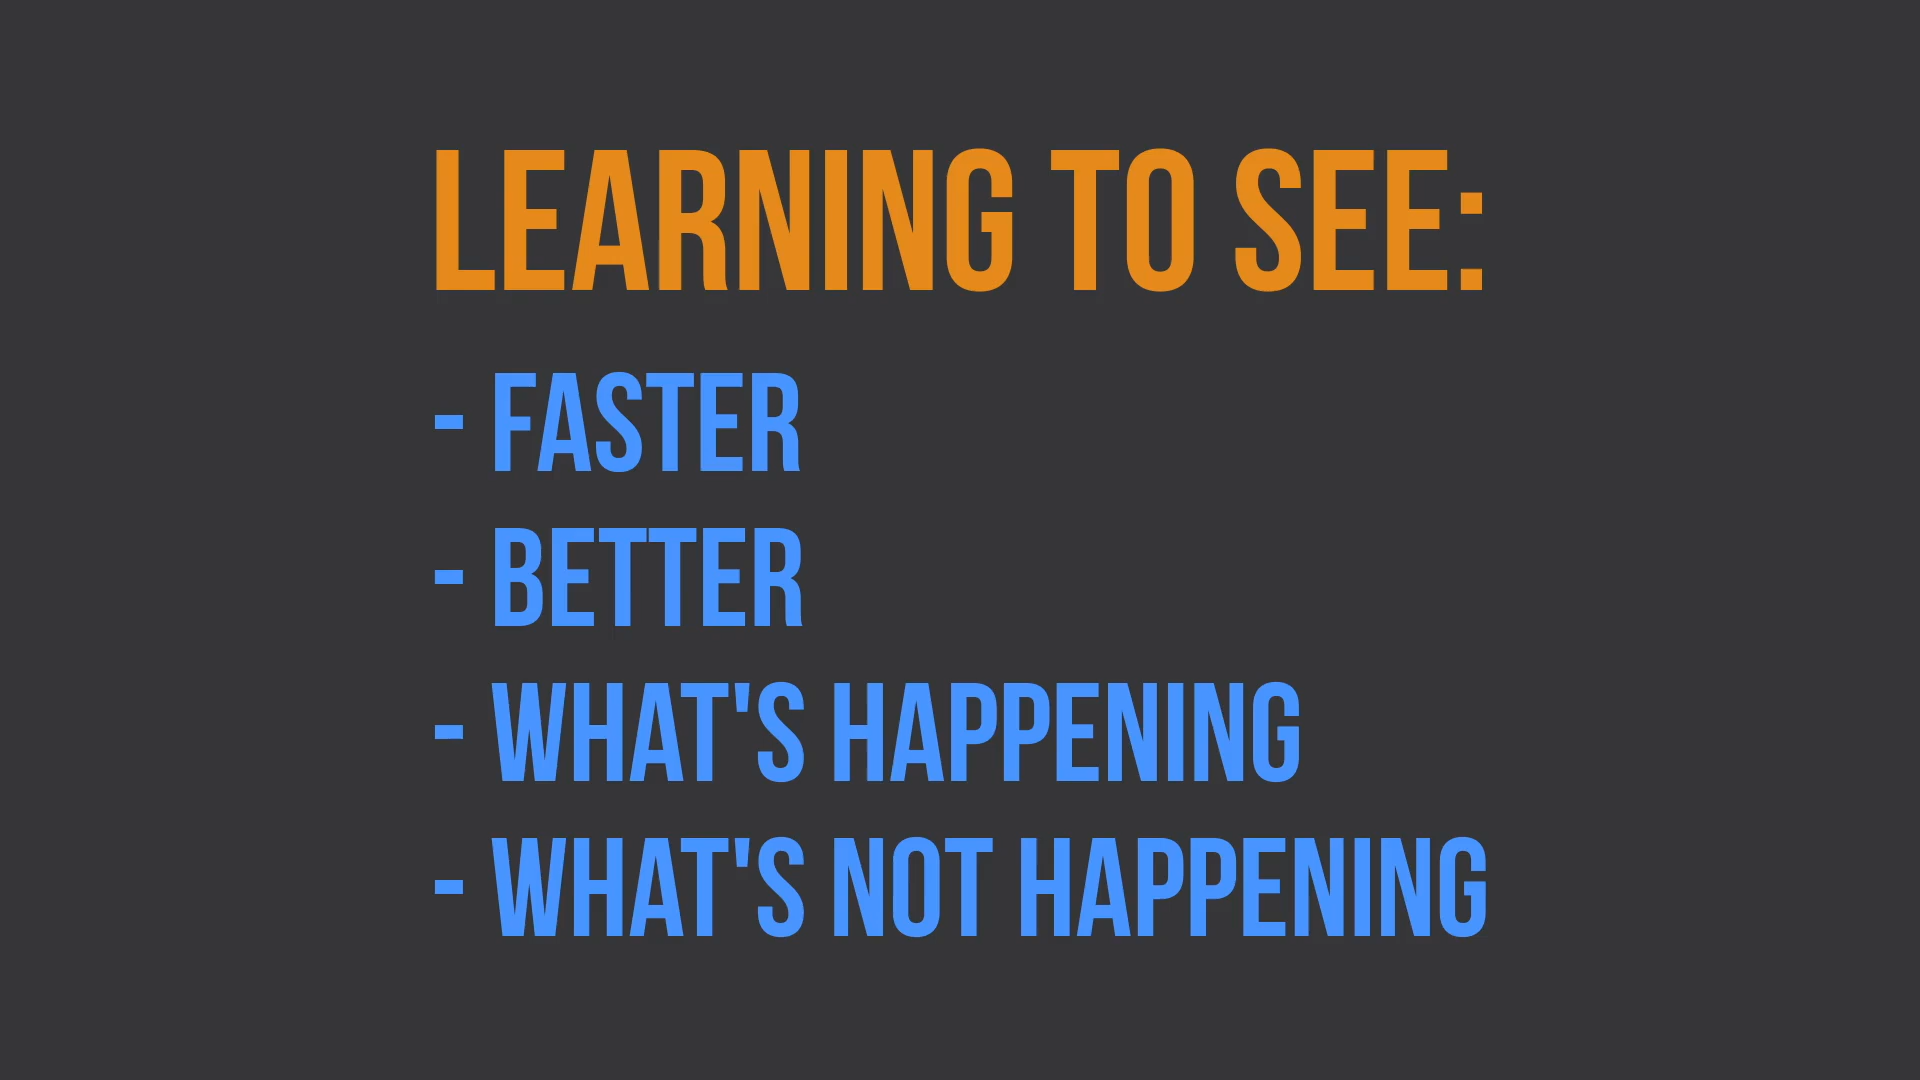 LEARNING TO SEE:
- FASTER
- BETTER
- WHAT'S HAPPENING
- WHAT'S NOT HAPPENING